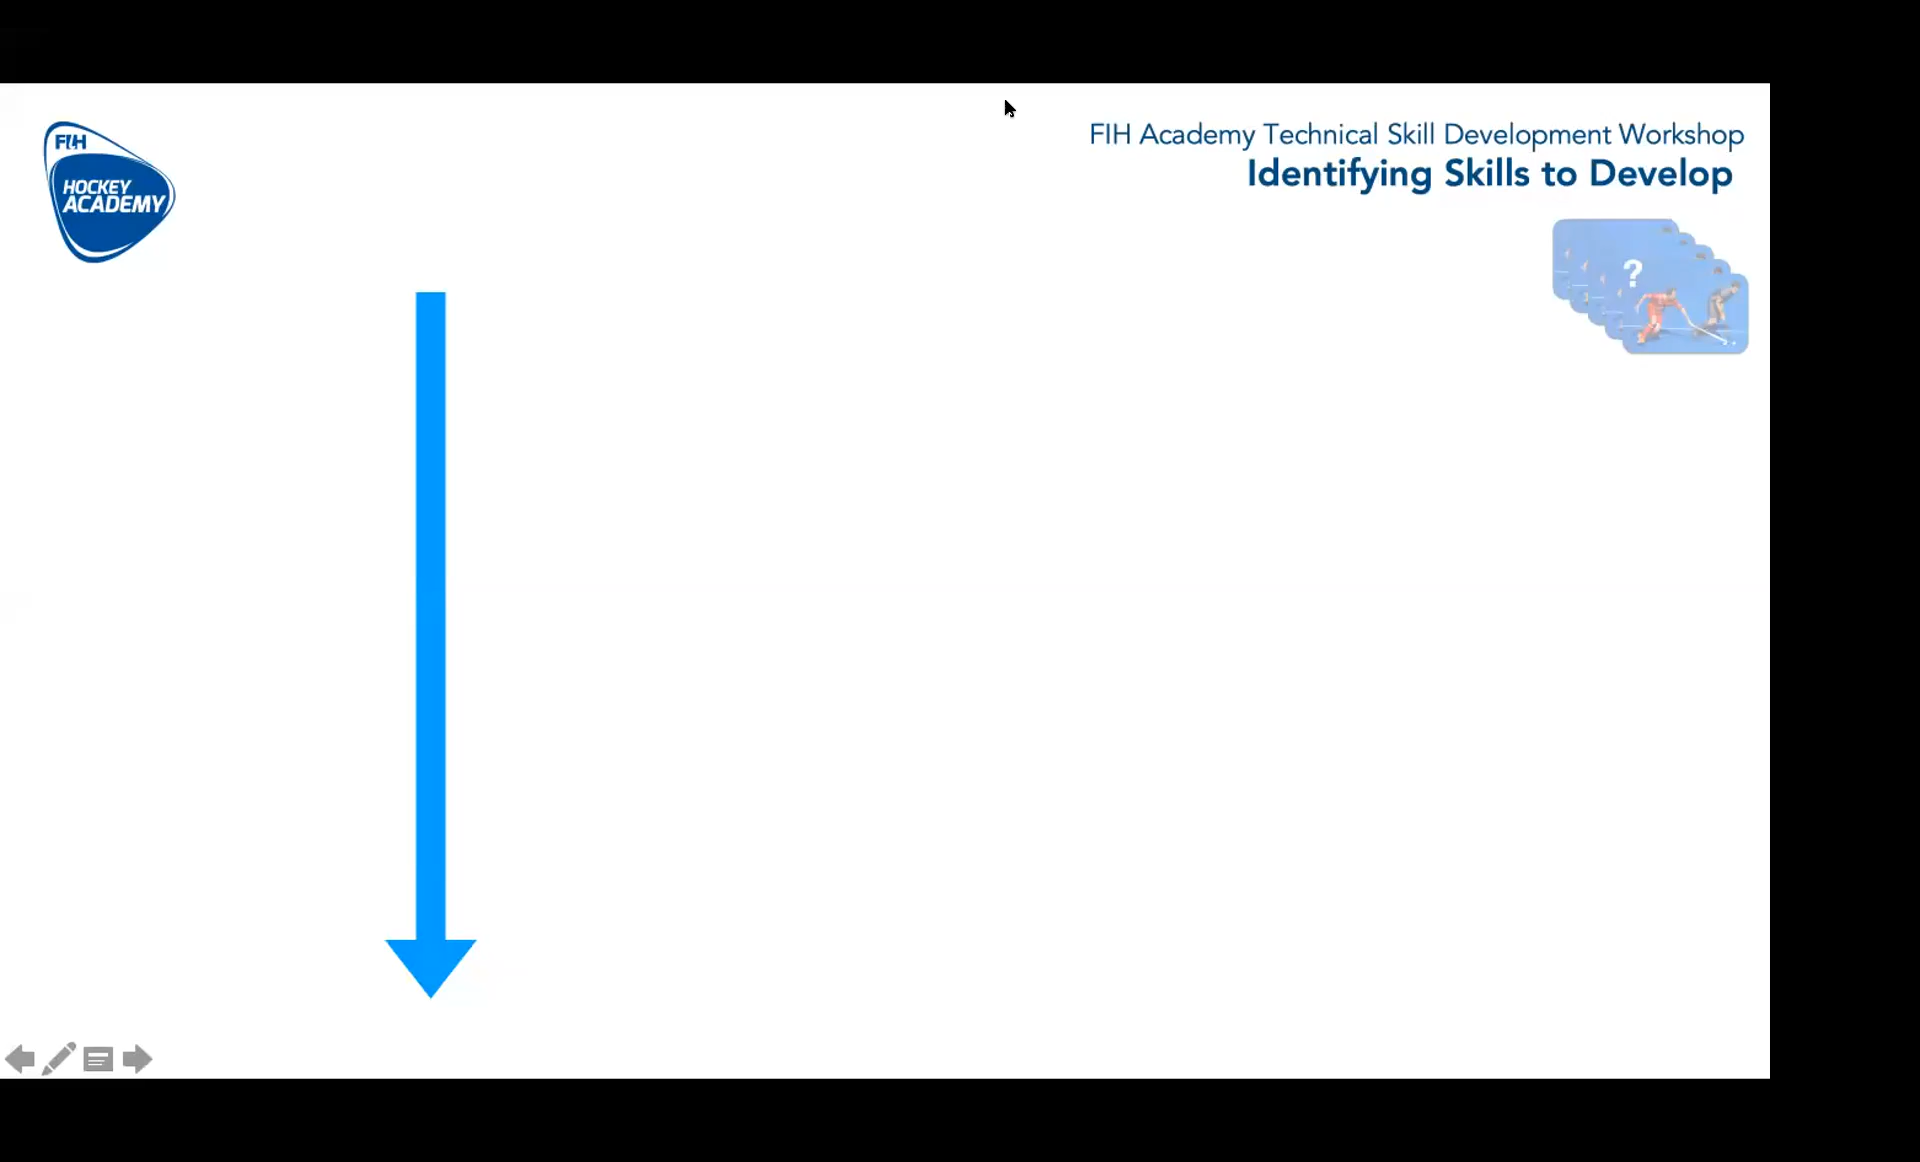 FIH
HOCKEY
ACADEMY
FIH Academy Technical Skill Development Workshop
Identifying Skills to Develop
?